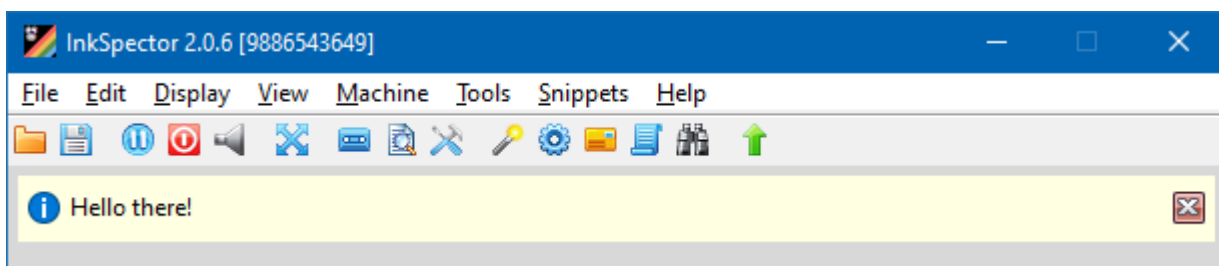 InkSpector 2.0.6 [9886543649]
File Edit Display View Machine Tools Snippets Help
Hello there!